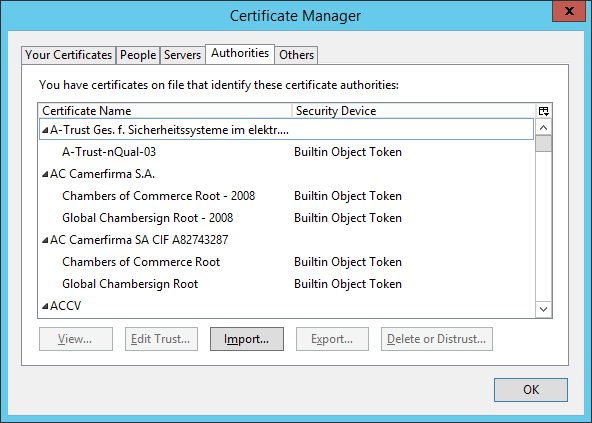 Certificate Manager
Your Certificates People Servers Authorities Others
You have certificates on file that identify these certificate authorities:
Certificate Name Security Device
A-Trust Ges. f. Sicherheitssysteme im elektr....
A-Trust-nQual-03 Builtin Object Token
AC Camerfirma S.A.
Chambers of Commerce Root - 2008 Builtin Object Token
Global Chambersign Root - 2008 Builtin Object Token
AC Camerfirma SA CIF A82743287
Chambers of Commerce Root Builtin Object Token
Global Chambersign Root Builtin Object Token
ACCV
View... Edit Trust... Import... Export... Delete or Distrust...
OK